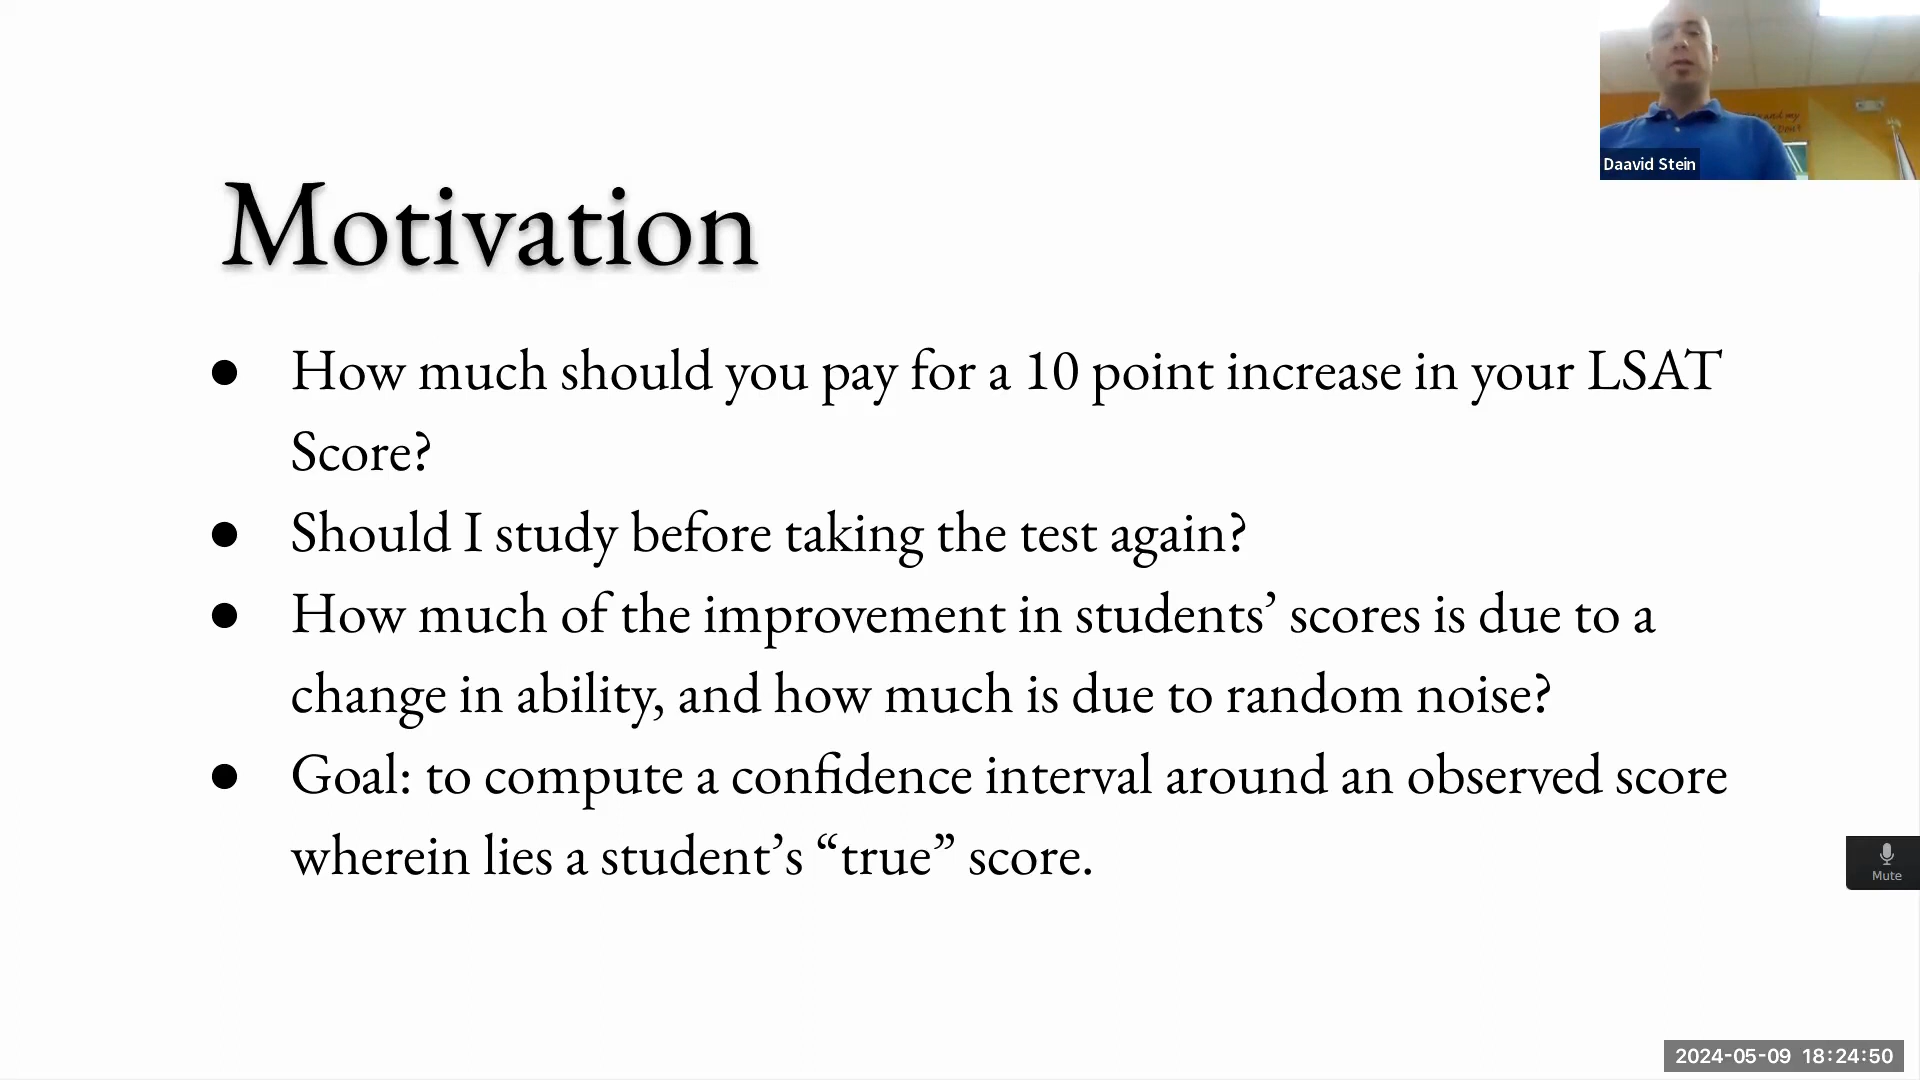 Daavid Stein
Motivation
● How much should you pay for a 10 point increase in your LSAT
Score?
● Should I study before taking the test again?
● How much of the improvement in students’ scores is due to a
change in ability, and how much is due to random noise?
● Goal: to compute a confidence interval around an observed score
wherein lies a student’s “true” score.
Mute
2024-05-09 18:24:50